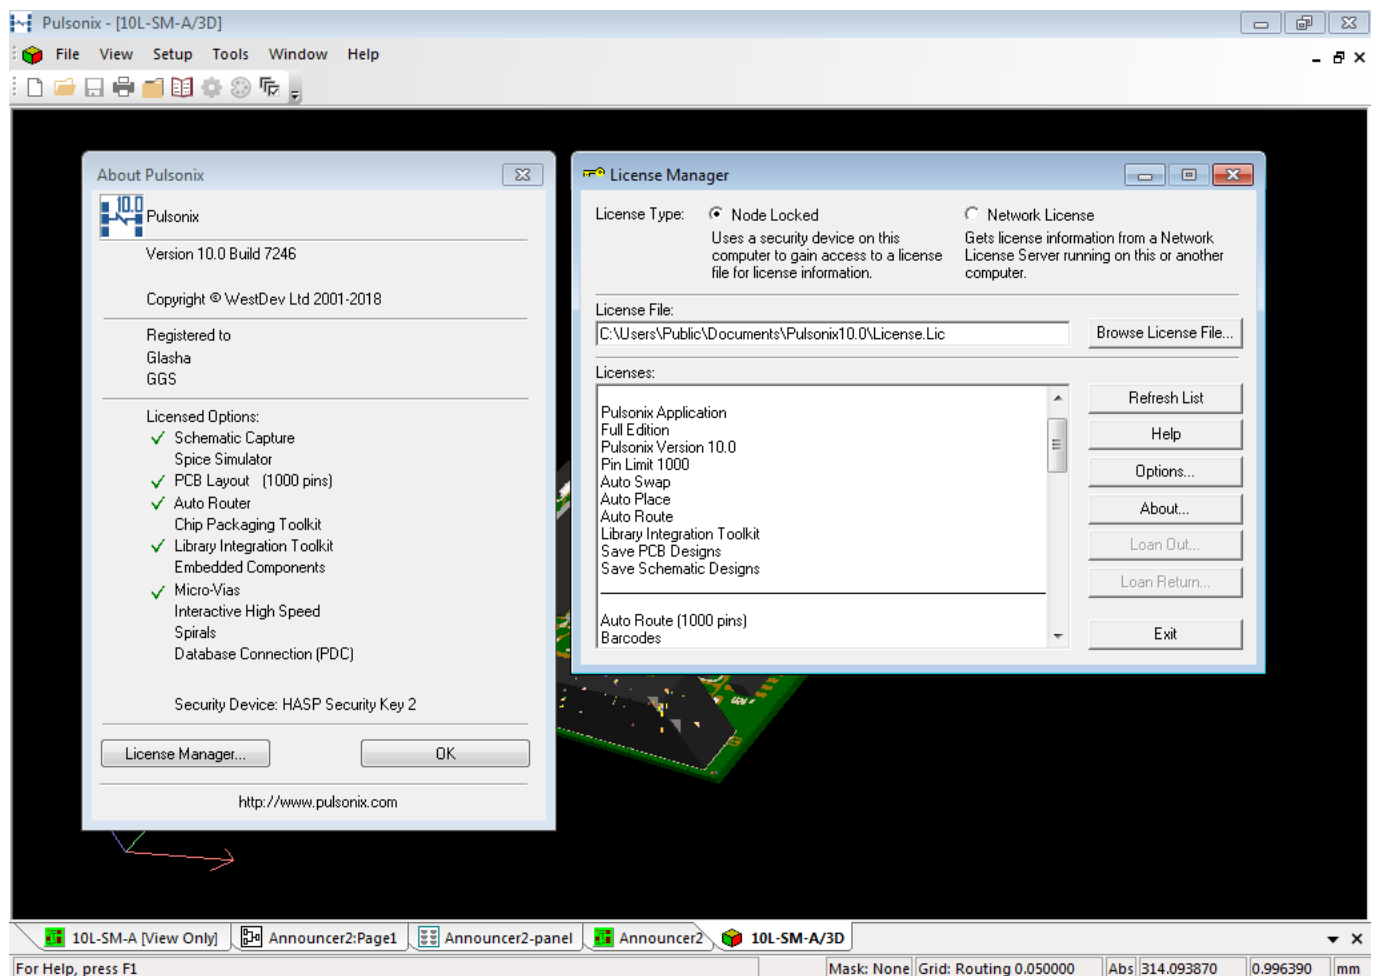 Pulsonix - [10L-SM-A/3D]
File View Setup Tools Window Help
About Pulsonix
10.0
Pulsonix
Version 10.0 Build 7246
Copyright © WestDev Ltd 2001-2018
Registered to
Glasha
GGS
Licensed Options:
Schematic Capture
Spice Simulator
PCB Layout (1000 pins)
Auto Router
Chip Packaging Toolkit
Library Integration Toolkit
Embedded Components
Micro-Vias
Interactive High Speed
Spirals
Database Connection (PDC)
Security Device: HASP Security Key 2
License Manager... OK
http://www.pulsonix.com
License Manager
License Type: Node Locked
Uses a security device on this
computer to gain access to a license
file for license information.
Network License
Gets license information from a Network
License Server running on this or another
computer.
License File:
C:\Users\Public\Documents\Pulsonix10.0\License.Lic
Browse License File...
Licenses:
Pulsonix Application
Full Edition
Pulsonix Version 10.0
Pin Limit 1000
Auto Swap
Auto Place
Auto Route
Library Integration Toolkit
Save PCB Designs
Save Schematic Designs
Auto Route (1000 pins)
Barcodes
Refresh List
Help
Options...
About...
Loan Out...
Loan Return...
Exit
10L-SM-A [View Only] Announcer2:Page1 Announcer2-panel Announcer2 10L-SM-A/3D
For Help, press F1 Mask: None Grid: Routing 0.050000 Abs 314.093870 0.996390 mm